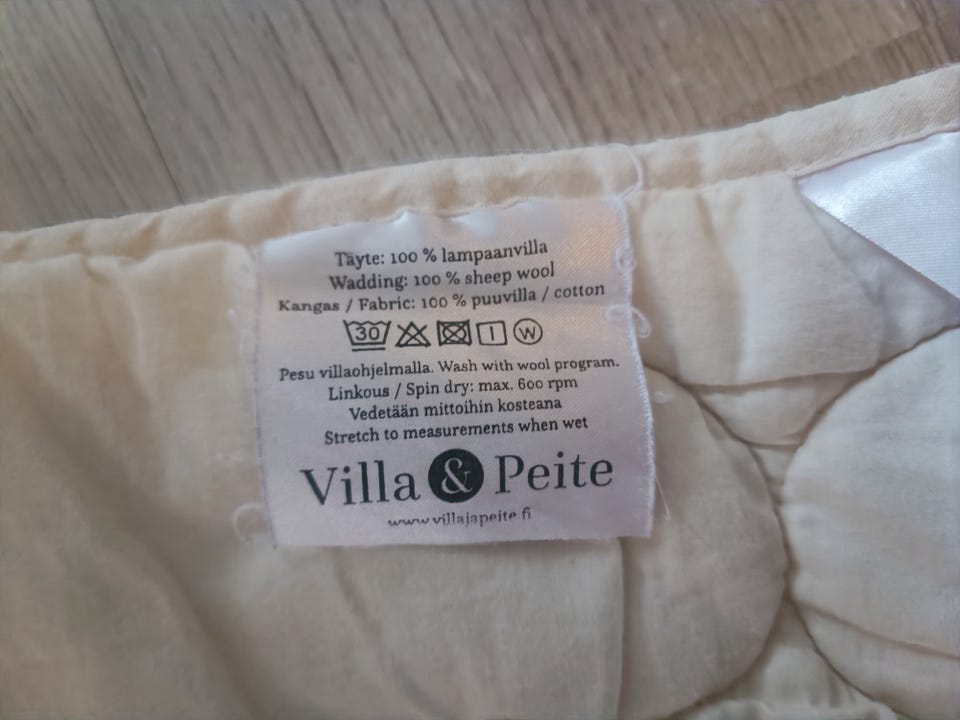 Täyte: 100 % lampaanvilla
Wadding: 100 % sheep wool
Kangas / Fabric: 100 % puuvilla / cotton
30 W
Pesu villaohjelmalla. Wash with wool program.
Linkous / Spin dry: max. 600 rpm
Vedetään mittoihin kosteana
Stretch to measurements when wet
Villa & Peite
www.villajapeite.fi